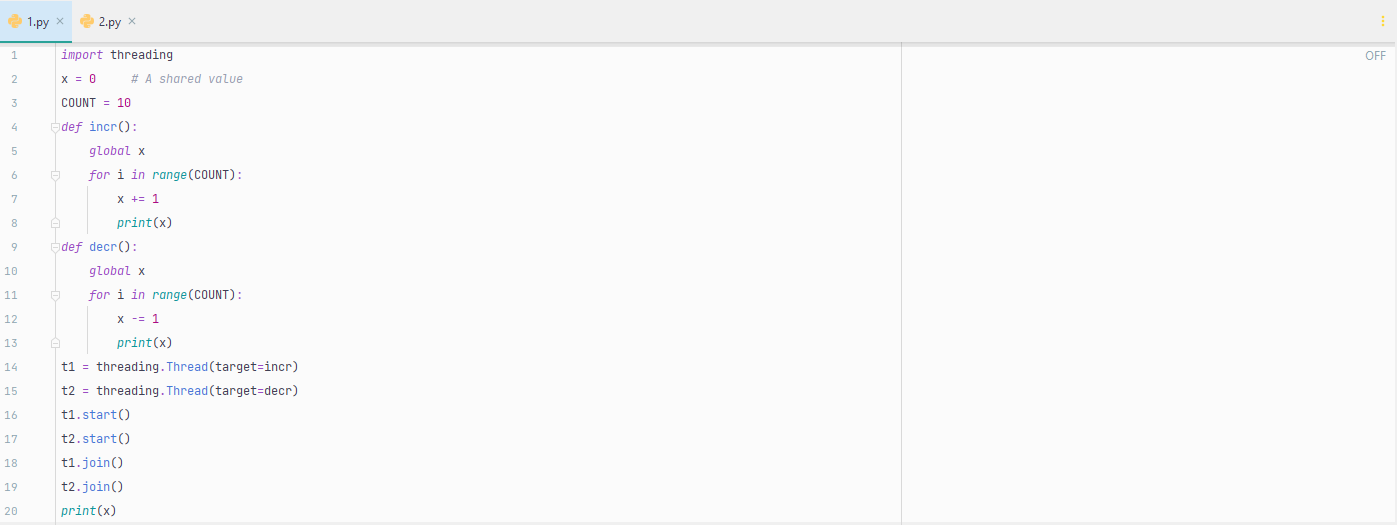 1.py × 2.py ×
OFF
1 import threading
2 x = 0     # A shared value
3 COUNT = 10
4 def incr():
5     global x
6     for i in range(COUNT):
7         x += 1
8         print(x)
9 def decr():
10     global x
11     for i in range(COUNT):
12         x -= 1
13         print(x)
14 t1 = threading.Thread(target=incr)
15 t2 = threading.Thread(target=decr)
16 t1.start()
17 t2.start()
18 t1.join()
19 t2.join()
20 print(x)